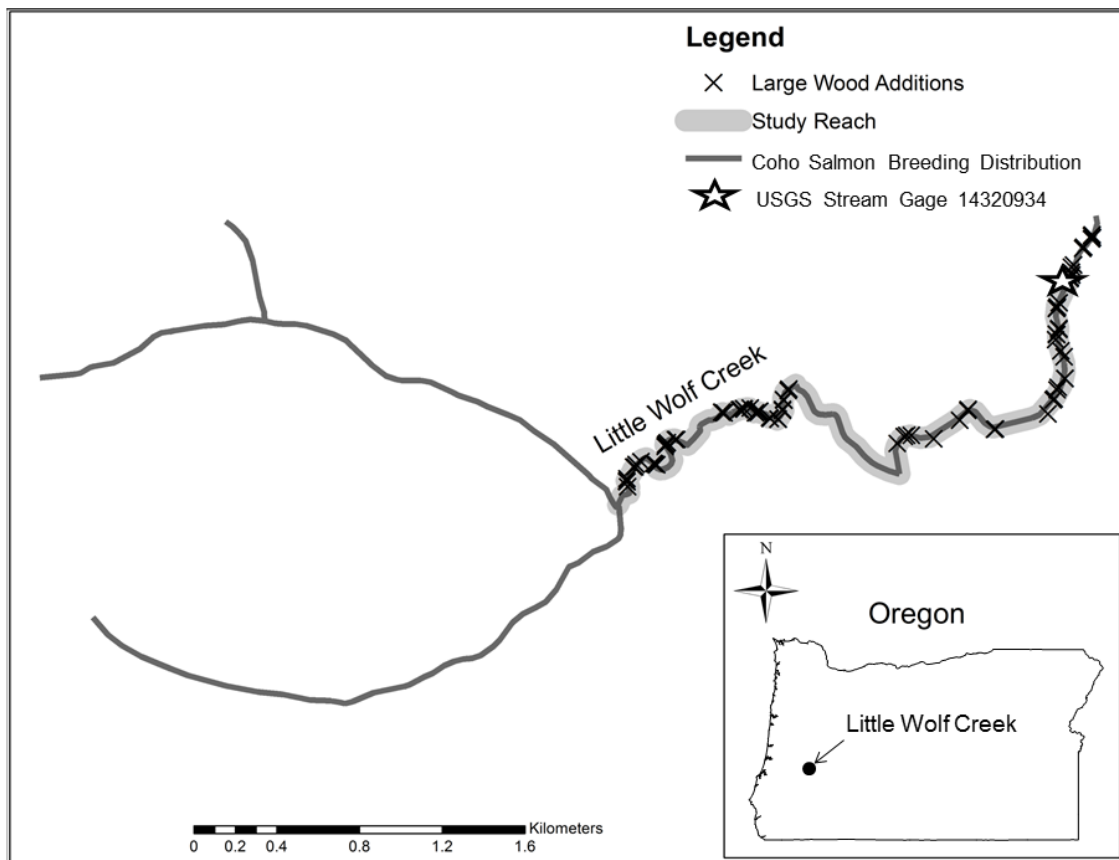 Legend
Large Wood Additions
Study Reach
Coho Salmon Breeding Distribution
USGS Stream Gage 14320934
Little Wolf Creek
N
Oregon
Little Wolf Creek
Kilometers
0 0.2 0.4 0.8 1.2 1.6